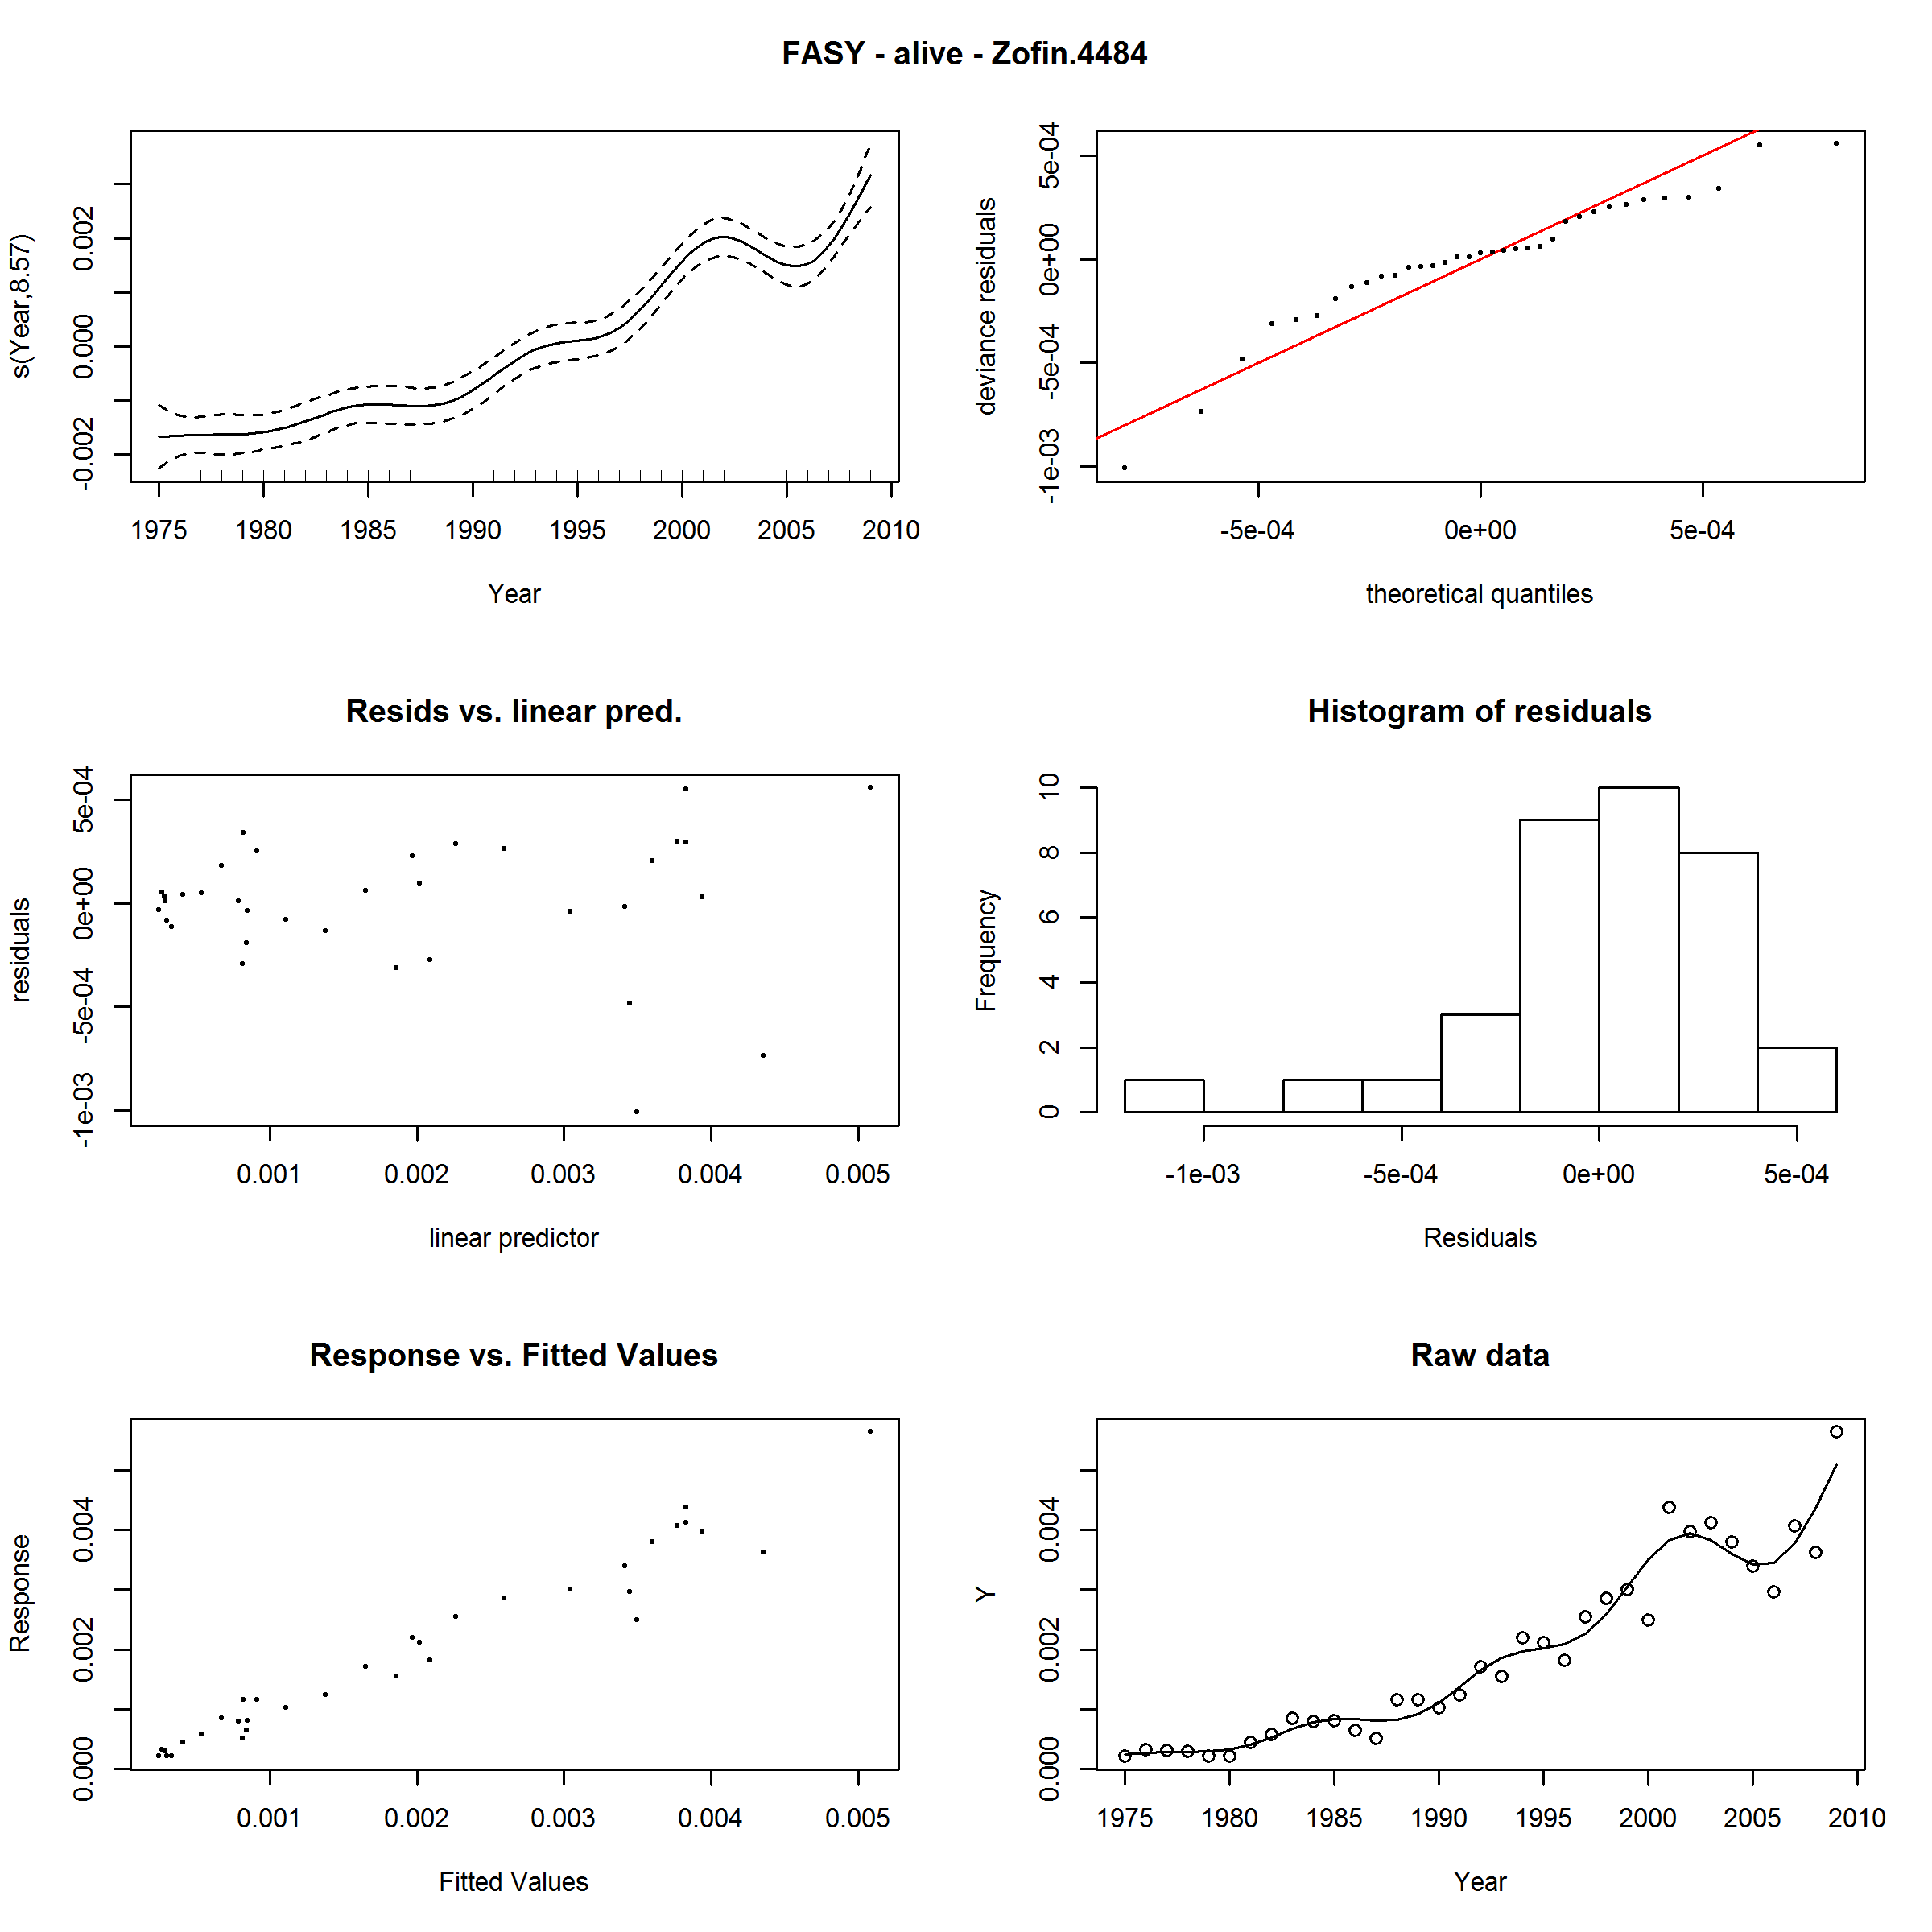 FASY - alive - Zofin.4484
s(Year,8.57)
-0.002 0.000 0.002
1975 1980 1985 1990 1995 2000 2005 2010
Year
deviance residuals
-1e-03 -5e-04 0e+00 5e-04
-5e-04 0e+00 5e-04
theoretical quantiles
Resids vs. linear pred.
residuals
-1e-03 -5e-04 0e+00 5e-04
0.001 0.002 0.003 0.004 0.005
linear predictor
Histogram of residuals
Frequency
0 2 4 6 8 10
-1e-03 -5e-04 0e+00 5e-04
Residuals
Response vs. Fitted Values
Response
0.000 0.002 0.004
0.001 0.002 0.003 0.004 0.005
Fitted Values
Raw data
Y
0.000 0.002 0.004
1975 1980 1985 1990 1995 2000 2005 2010
Year